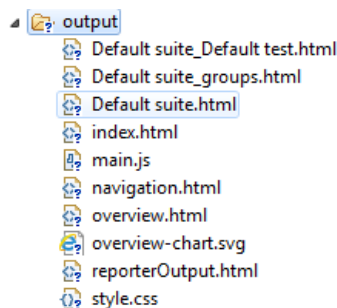 output
Default suite_Default test.html
Default suite_groups.html
Default suite.html
index.html
main.js
navigation.html
overview.html
overview-chart.svg
reporterOutput.html
style.css